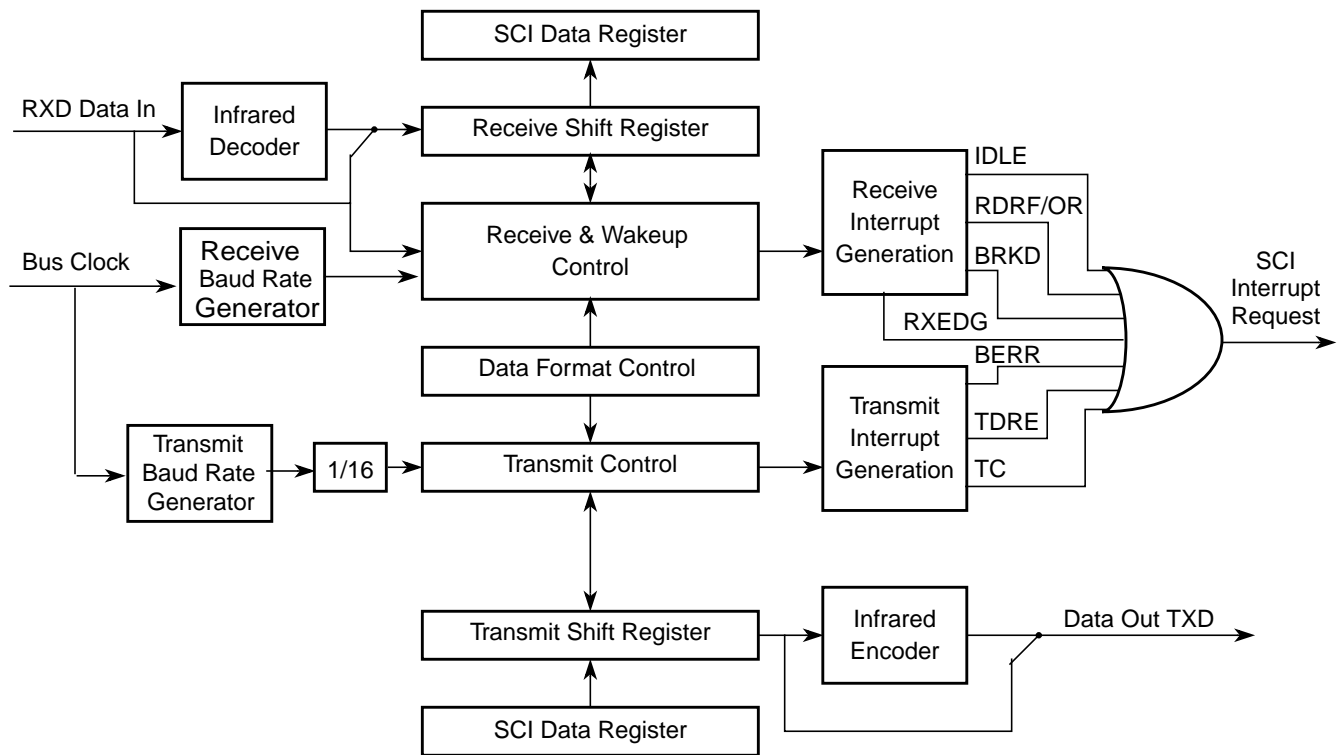 SCI Data Register
RXD Data In
Infrared
Decoder
Receive Shift Register
IDLE
Receive
Interrupt
Generation
RDRF/OR
BRKD
Receive & Wakeup
Control
Bus Clock
Receive
Baud Rate
Generator
SCI
Interrupt
Request
RXEDG
BERR
Data Format Control
Transmit
Interrupt
Generation
TDRE
TC
Transmit
Baud Rate
Generator
1/16
Transmit Control
Transmit Shift Register
Infrared
Encoder
Data Out TXD
SCI Data Register